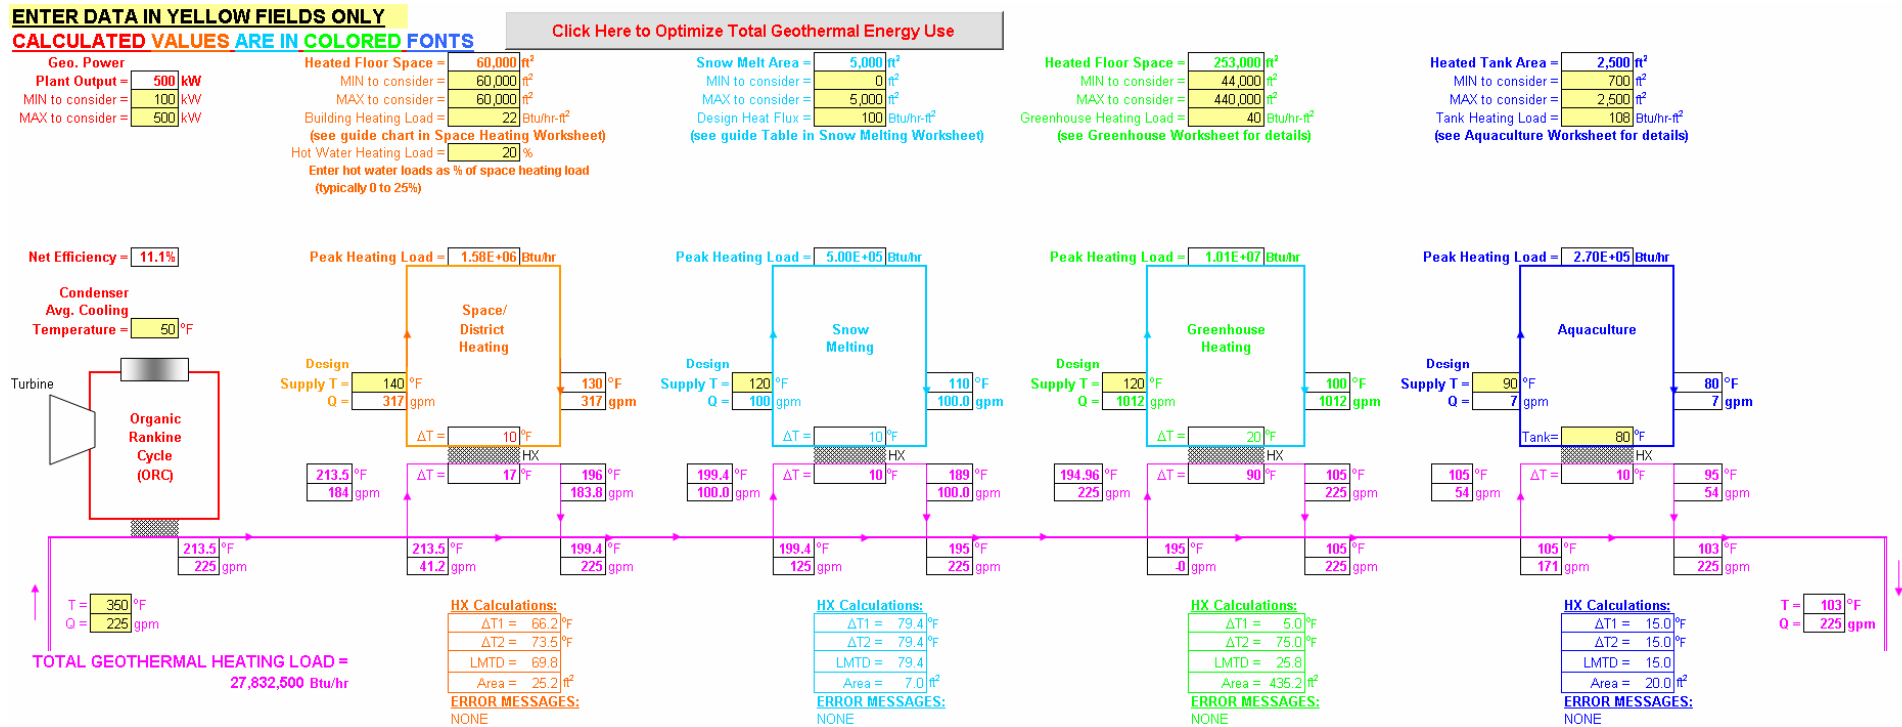 ENTER DATA IN YELLOW FIELDS ONLY
CALCULATED VALUES ARE IN COLORED FONTS
Click Here to Optimize Total Geothermal Energy Use
Geo. Power
Plant Output = 500 kW
MIN to consider = 100 kW
MAX to consider = 500 kW
Heated Floor Space = 60,000 ft²
MIN to consider = 60,000 ft²
MAX to consider = 60,000 ft²
Building Heating Load = 22 Btu/hr-ft²
(see guide chart in Space Heating Worksheet)
Hot Water Heating Load = 20 %
Enter hot water loads as % of space heating load
(typically 0 to 25%)
Snow Melt Area = 5,000 ft²
MIN to consider = 0 ft²
MAX to consider = 5,000 ft²
Design Heat Flux = 100 Btu/hr-ft²
(see guide Table in Snow Melting Worksheet)
Heated Floor Space = 253,000 ft²
MIN to consider = 44,000 ft²
MAX to consider = 440,000 ft²
Greenhouse Heating Load = 40 Btu/hr-ft²
(see Greenhouse Worksheet for details)
Heated Tank Area = 2,500 ft²
MIN to consider = 700 ft²
MAX to consider = 2,500 ft²
Tank Heating Load = 108 Btu/hr-ft²
(see Aquaculture Worksheet for details)
Net Efficiency = 11.1%
Condenser
Avg. Cooling
Temperature = 50 °F
Turbine
Organic
Rankine
Cycle
(ORC)
213.5 °F
225 gpm
T = 350 °F
Q = 225 gpm
TOTAL GEOTHERMAL HEATING LOAD =
27,832,500 Btu/hr
Peak Heating Load = 1.58E+06 Btu/hr
Space/
District
Heating
Design
Supply T = 140 °F
Q = 317 gpm
130 °F
317 gpm
ΔT = 10 °F
HX
213.5 °F
184 gpm
ΔT = 17 °F
196 °F
183.8 gpm
213.5 °F
41.2 gpm
199.4 °F
225 gpm
HX Calculations:
ΔT1 = 66.2 °F
ΔT2 = 73.5 °F
LMTD = 69.8
Area = 25.2 ft²
ERROR MESSAGES:
NONE
Peak Heating Load = 5.00E+05 Btu/hr
Snow
Melting
Design
Supply T = 120 °F
Q = 100 gpm
110 °F
100.0 gpm
ΔT = 10 °F
HX
199.4 °F
100.0 gpm
ΔT = 10 °F
189 °F
100.0 gpm
199.4 °F
125 gpm
195 °F
225 gpm
HX Calculations:
ΔT1 = 79.4 °F
ΔT2 = 79.4 °F
LMTD = 79.4
Area = 7.0 ft²
ERROR MESSAGES:
NONE
Peak Heating Load = 1.01E+07 Btu/hr
Greenhouse
Heating
Design
Supply T = 120 °F
Q = 1012 gpm
100 °F
1012 gpm
ΔT = 20 °F
HX
194.96 °F
225 gpm
ΔT = 90 °F
105 °F
225 gpm
195 °F
-0 gpm
105 °F
225 gpm
HX Calculations:
ΔT1 = 5.0 °F
ΔT2 = 75.0 °F
LMTD = 25.8
Area = 435.2 ft²
ERROR MESSAGES:
NONE
Peak Heating Load = 2.70E+05 Btu/hr
Aquaculture
Design
Supply T = 90 °F
Q = 7 gpm
80 °F
7 gpm
Tank= 80 °F
HX
105 °F
54 gpm
ΔT = 10 °F
95 °F
54 gpm
105 °F
171 gpm
103 °F
225 gpm
HX Calculations:
ΔT1 = 15.0 °F
ΔT2 = 15.0 °F
LMTD = 15.0
Area = 20.0 ft²
ERROR MESSAGES:
NONE
T = 103 °F
Q = 225 gpm